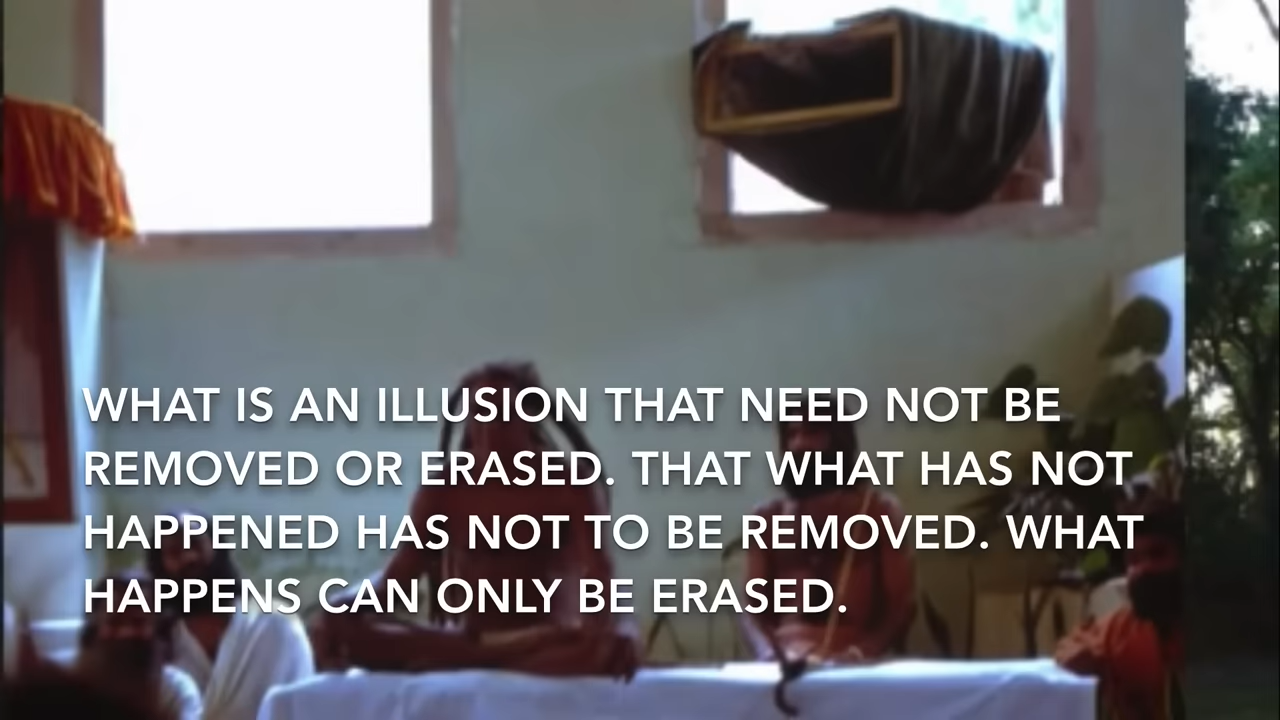 WHAT IS AN ILLUSION THAT NEED NOT BE
REMOVED OR ERASED. THAT WHAT HAS NOT
HAPPENED HAS NOT TO BE REMOVED. WHAT
HAPPENS CAN ONLY BE ERASED.